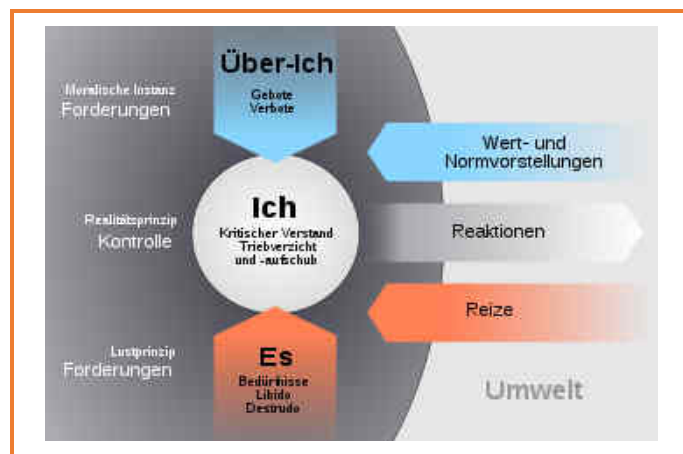 Über-Ich
Gebote
Verbote
Moralische Instanz
Forderungen
Wert- und
Normvorstellungen
Ich
Kritischer Verstand
Triebverzicht
und -aufschub
Realitätsprinzip
Kontrolle
Reaktionen
Reize
Lustprinzip
Forderungen
Es
Bedürfnisse
Libido
Destrudo
Umwelt